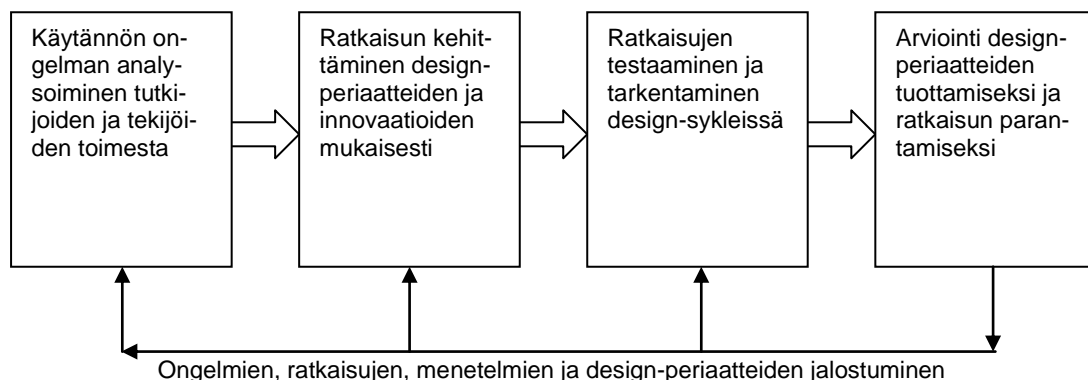 Käytännön on-
gelman analy-
soiminen tutki-
joiden ja tekijöi-
den toimesta
Ratkaisun kehit-
täminen design-
periaatteiden ja
innovaatioiden
mukaisesti
Ratkaisujen
testaaminen ja
tarkentaminen
design-sykleissä
Arviointi design-
periaatteiden
tuottamiseksi ja
ratkaisun paran-
tamiseksi
Ongelmien, ratkaisujen, menetelmien ja design-periaatteiden jalostuminen